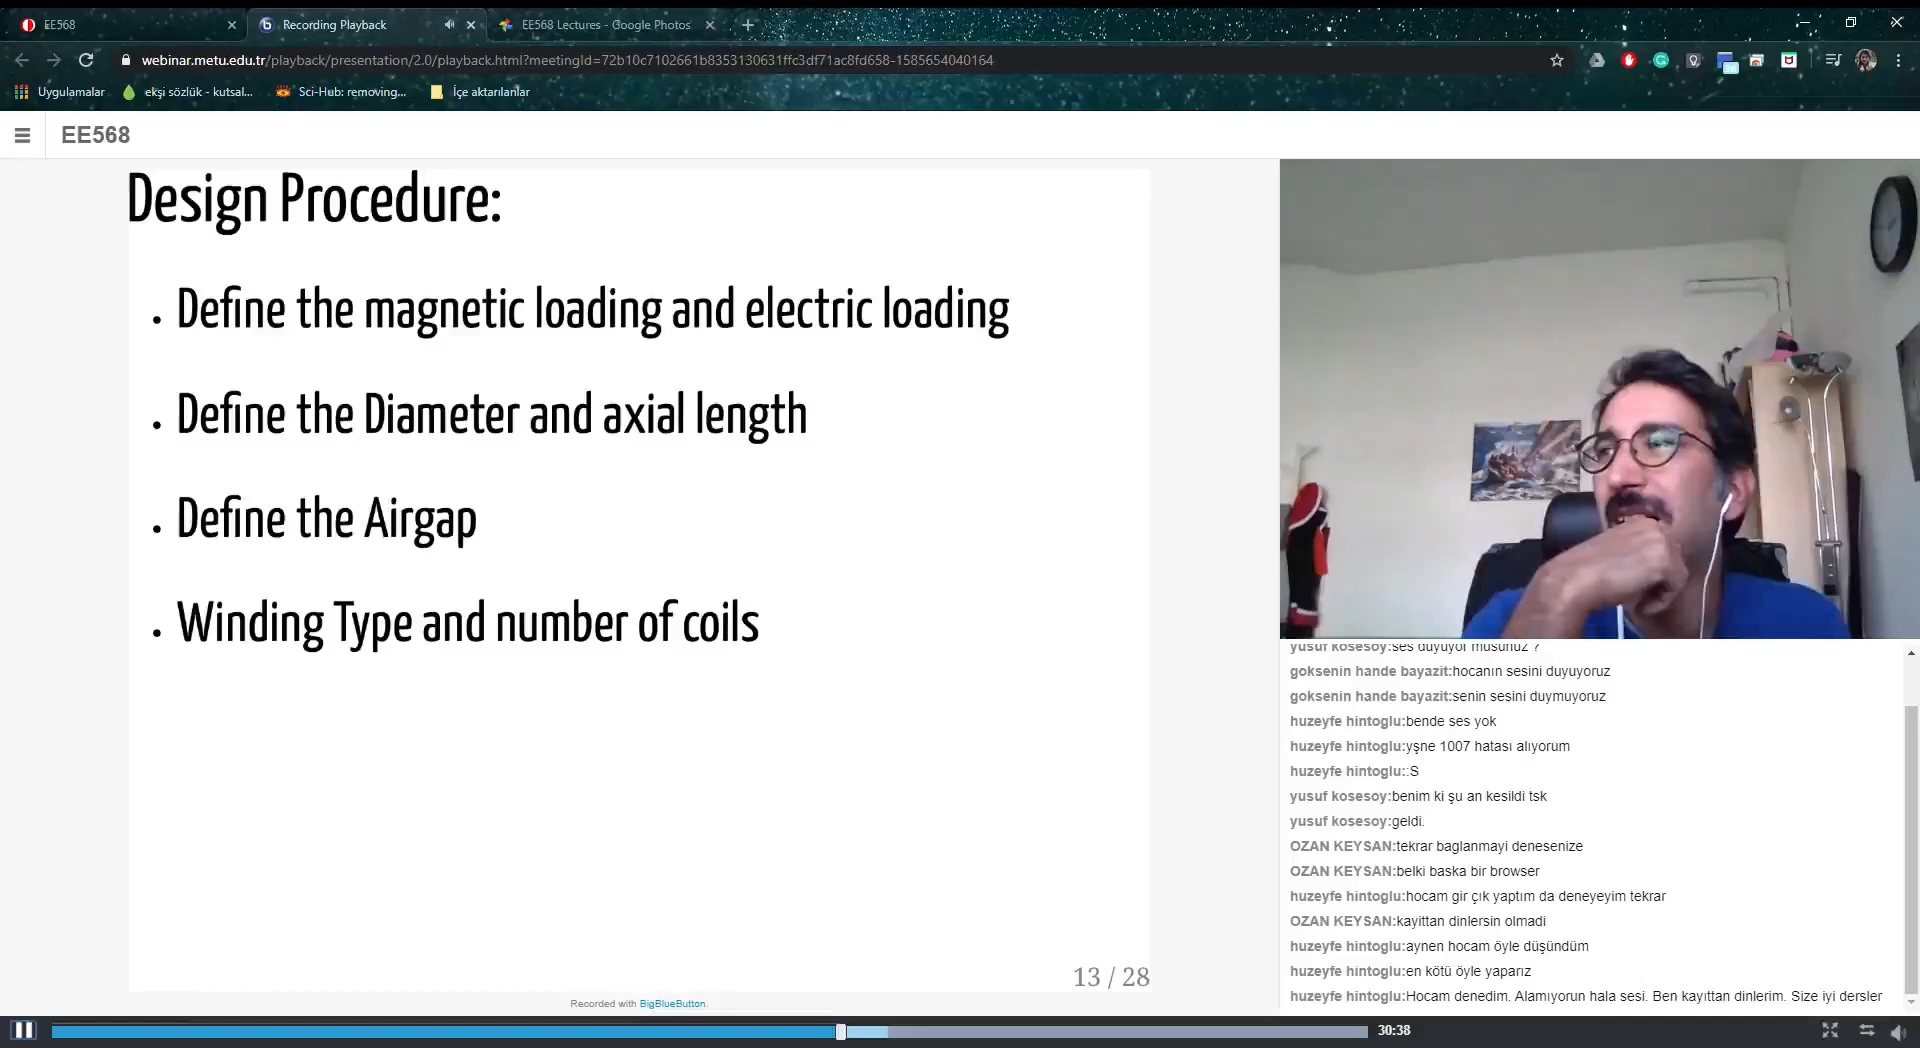 EE568
Recording Playback
EE568 Lectures - Google Photos
webinar.metu.edu.tr/playback/presentation/2.0/playback.html?meetingId=72b10c7102661b8353130631ffc3df71ac8fd658-1585654040164
Uygulamalar
ekşi sözlük - kutsal...
Sci-Hub: removing...
İçe aktarılanlar
EE568
Design Procedure:
• Define the magnetic loading and electric loading
• Define the Diameter and axial length
• Define the Airgap
• Winding Type and number of coils
13 / 28
Recorded with BigBlueButton.
yusuf kosesoy:ses duyuyor musunuz ?
goksenin hande bayazit:hocanın sesini duyuyoruz
goksenin hande bayazit:senin sesini duymuyoruz
huzeyfe hintoglu:bende ses yok
huzeyfe hintoglu:yşne 1007 hatası alıyorum
huzeyfe hintoglu::S
yusuf kosesoy:benim ki şu an kesildi tsk
yusuf kosesoy:geldi.
OZAN KEYSAN:tekrar baglanmayi denesenize
OZAN KEYSAN:belki baska bir browser
huzeyfe hintoglu:hocam gir çık yaptım da deneyeyim tekrar
OZAN KEYSAN:kayittan dinlersin olmadi
huzeyfe hintoglu:aynen hocam öyle düşündüm
huzeyfe hintoglu:en kötü öyle yaparız
huzeyfe hintoglu:Hocam denedim. Alamıyorun hala sesi. Ben kayıttan dinlerim. Size iyi dersler
30:38